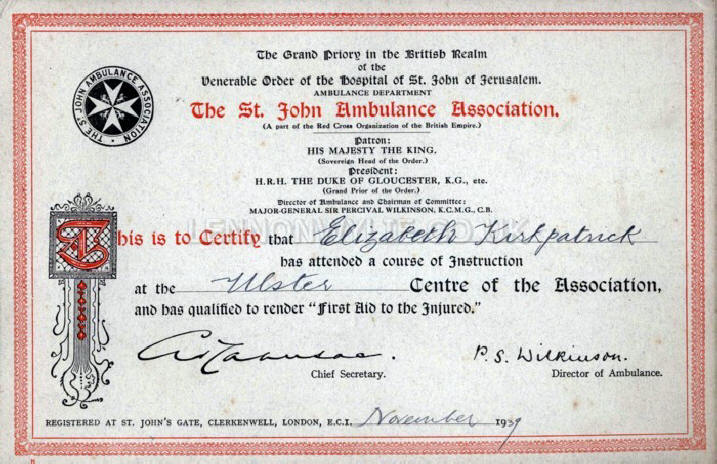 The Grand Priory in the British Realm
of the
Venerable Order of the Hospital of St. John of Jerusalem.
AMBULANCE DEPARTMENT
THE ST. JOHN AMBULANCE ASSOCIATION
The St. John Ambulance Association.
(A part of the Red Cross Organization of the British Empire.)
Patron:
HIS MAJESTY THE KING.
(Sovereign Head of the Order.)
President:
H.R.H. THE DUKE OF GLOUCESTER, K.G., etc.
(Grand Prior of the Order.)
Director of Ambulance and Chairman of Committee:
MAJOR-GENERAL SIR PERCIVAL WILKINSON, K.C.M.G., C.B.
This is to Certify that Elizabeth Kirkpatrick
has attended a course of Instruction
at the Ulster Centre of the Association,
and has qualified to render "First Aid to the Injured."
P. S. Wilkinson.
Chief Secretary. Director of Ambulance.
REGISTERED AT ST. JOHN'S GATE, CLERKENWELL, LONDON, E.C.1. November 1939